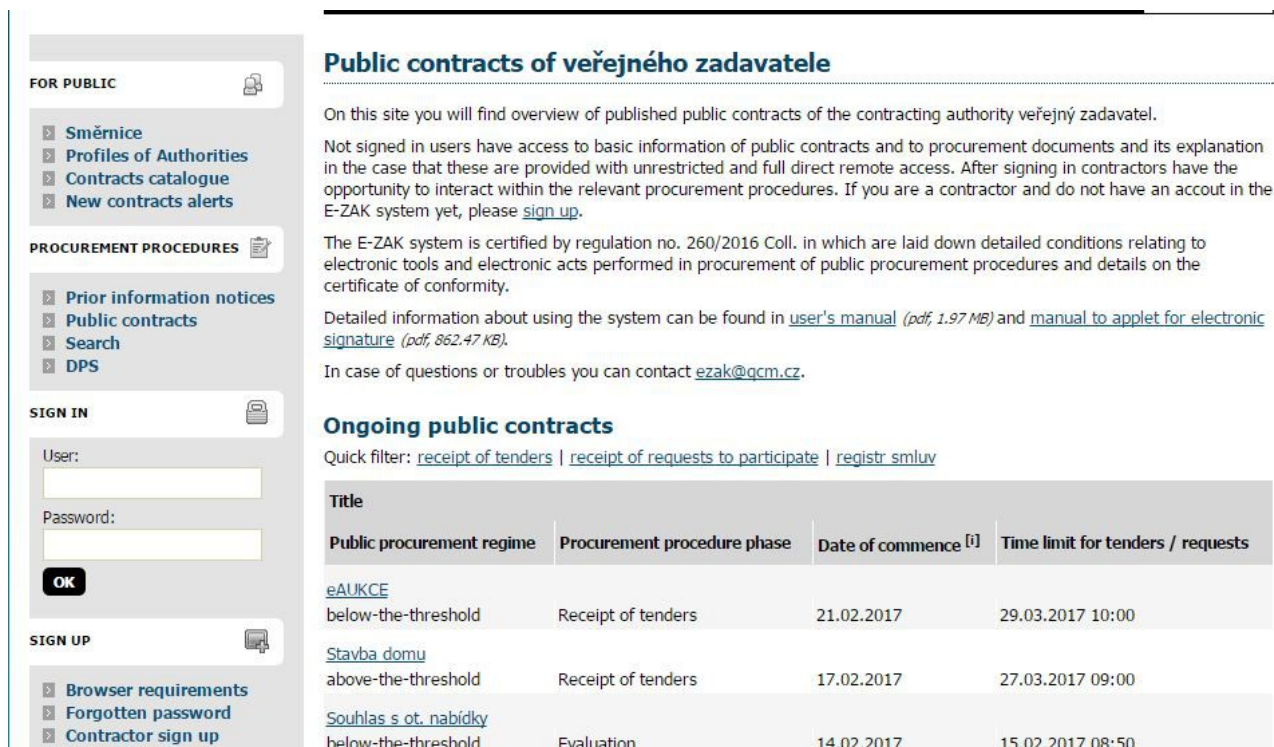 FOR PUBLIC
Směrnice
Profiles of Authorities
Contracts catalogue
New contracts alerts
PROCUREMENT PROCEDURES
Prior information notices
Public contracts
Search
DPS
SIGN IN
User:
Password:
OK
SIGN UP
Browser requirements
Forgotten password
Contractor sign up
Public contracts of veřejného zadavatele
On this site you will find overview of published public contracts of the contracting authority veřejný zadavatel.
Not signed in users have access to basic information of public contracts and to procurement documents and its explanation
in the case that these are provided with unrestricted and full direct remote access. After signing in contractors have the
opportunity to interact within the relevant procurement procedures. If you are a contractor and do not have an accout in the
E-ZAK system yet, please sign up.
The E-ZAK system is certified by regulation no. 260/2016 Coll. in which are laid down detailed conditions relating to
electronic tools and electronic acts performed in procurement of public procurement procedures and details on the
certificate of conformity.
Detailed information about using the system can be found in user's manual (pdf, 1.97 MB) and manual to applet for electronic
signature (pdf, 862.47 KB).
In case of questions or troubles you can contact ezak@qcm.cz.
Ongoing public contracts
Quick filter: receipt of tenders | receipt of requests to participate | registr smluv
Title
Public procurement regime Procurement procedure phase Date of commence [i] Time limit for tenders / requests
eAUKCE
below-the-threshold Receipt of tenders 21.02.2017 29.03.2017 10:00
Stavba domu
above-the-threshold Receipt of tenders 17.02.2017 27.03.2017 09:00
Souhlas s ot. nabídky
below-the-threshold Evaluation 14.02.2017 15.02.2017 08:50